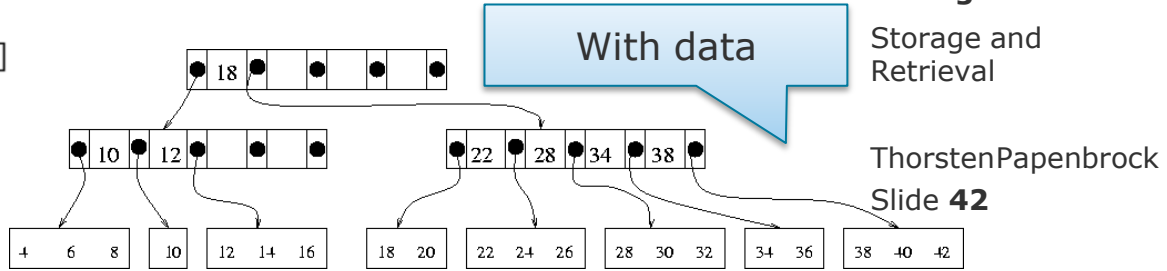 ]
With data
Storage and
Retrieval
18
10 12
22 28 34 38
ThorstenPapenbrock
Slide 42
4 6 8
10
12 14 16
18 20
22 24 26
28 30 32
34 36
38 40 42